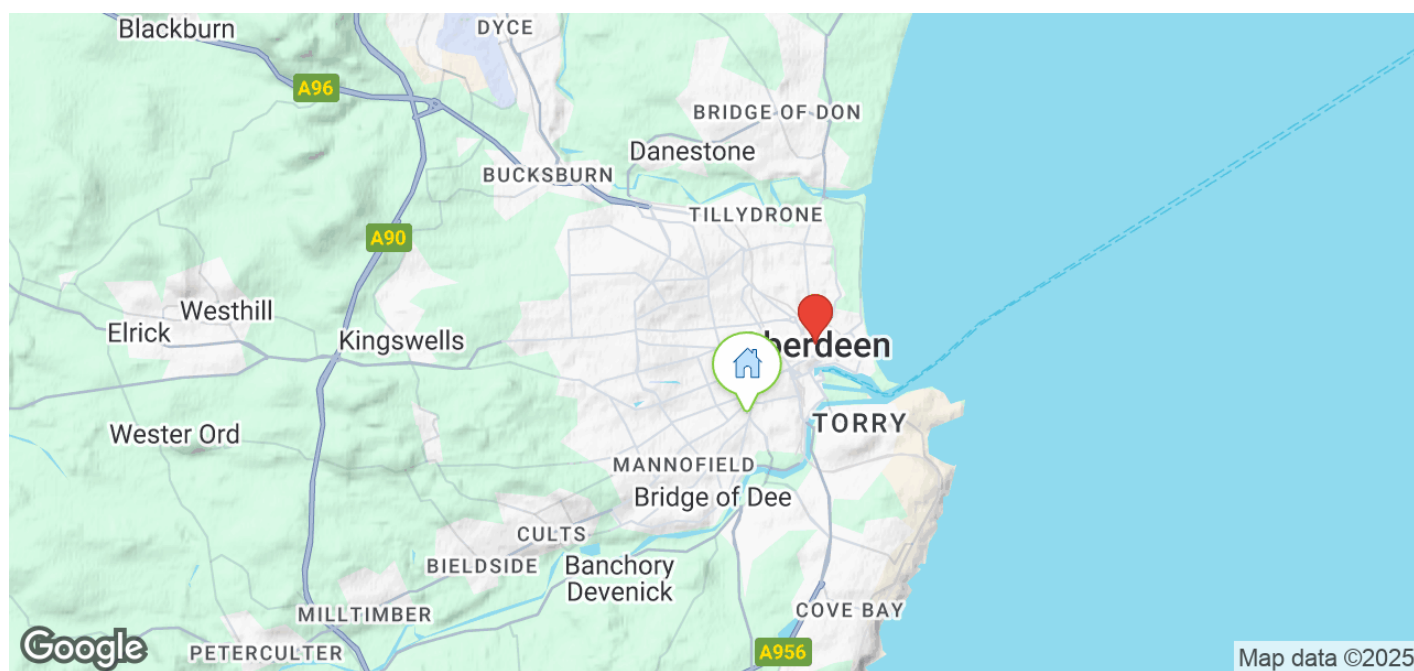 Blackburn
DYCE
A96
BRIDGE OF DON
Danestone
BUCKSBURN
TILLYDRONE
A90
Westhill
Elrick
Kingswells
berdeen
TORRY
Wester Ord
MANNOFIELD
Bridge of Dee
CULTS
BIELDSIDE
Banchory
Devenick
MILLTIMBER
COVE BAY
PETERCULTER
A956
Google
Map data ©2025